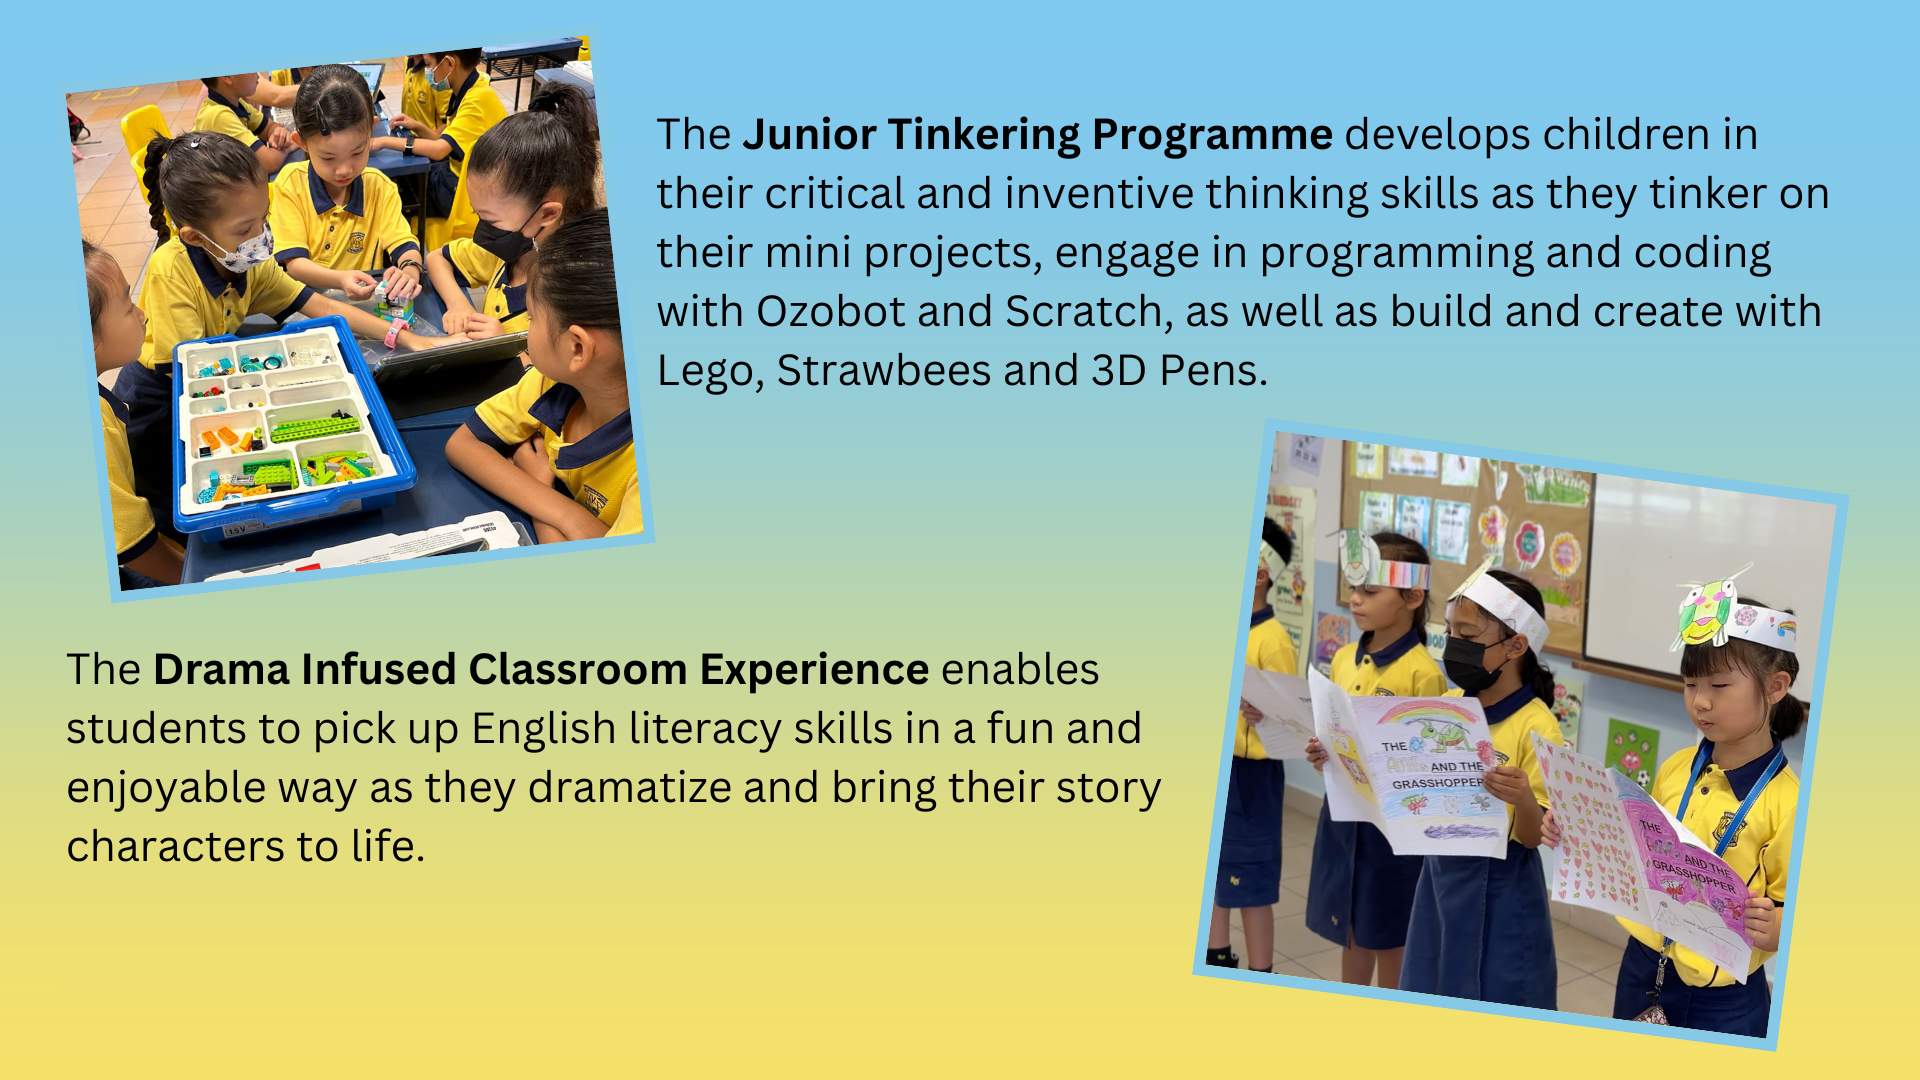 The Junior Tinkering Programme develops children in
their critical and inventive thinking skills as they tinker on
their mini projects, engage in programming and coding
with Ozobot and Scratch, as well as build and create with
Lego, Strawbees and 3D Pens.
The Drama Infused Classroom Experience enables
students to pick up English literacy skills in a fun and
enjoyable way as they dramatize and bring their story
characters to life.
THE
AND THE
GRASSHOPPER
THE
AND THE
GRASSHOPPER